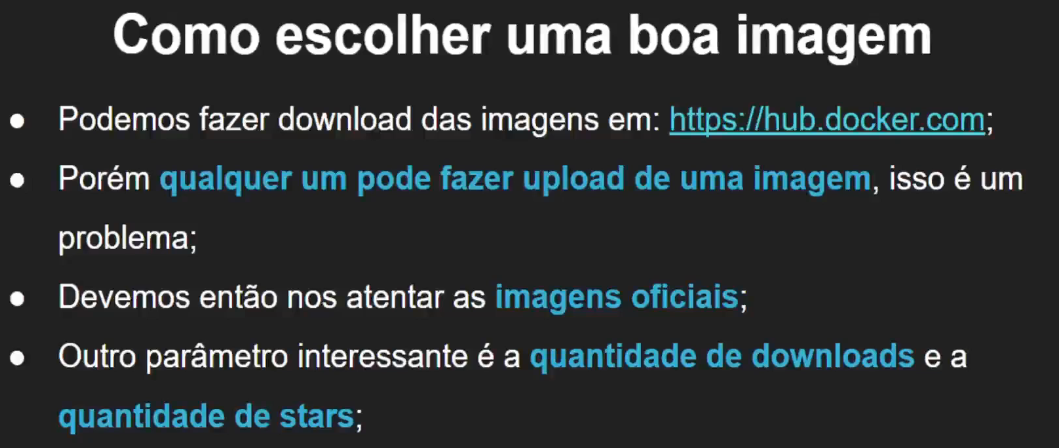 Como escolher uma boa imagem
● Podemos fazer download das imagens em: https://hub.docker.com;
● Porém qualquer um pode fazer upload de uma imagem, isso é um
problema;
● Devemos então nos atentar as imagens oficiais;
● Outro parâmetro interessante é a quantidade de downloads e a
quantidade de stars;